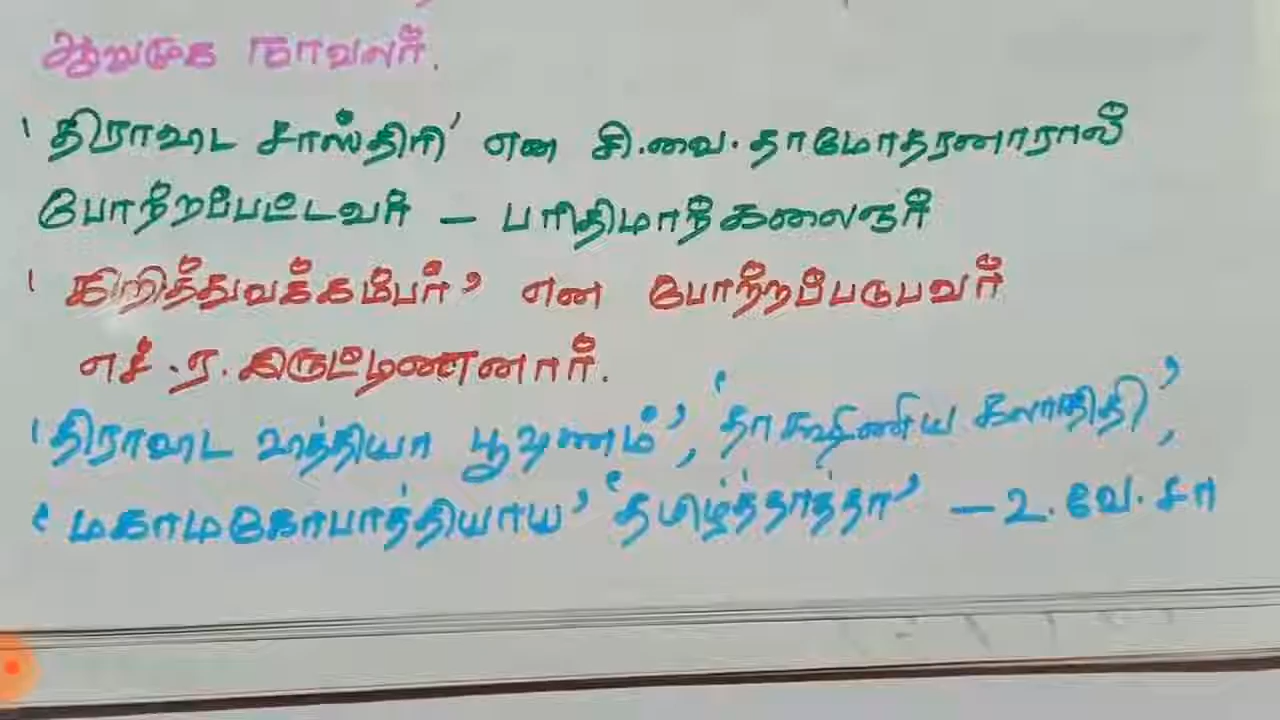 ஆறுமுக நாவலர்.
'திராவிட சாஸ்திரி' என சி.வை.தாமோதரனாரால்
போற்றப்பட்டவர் – பரிதிமாற்கலைஞர்
'கிறித்துவக்கம்பர்' என போற்றப்படுபவர்
எச்.ஏ.கிருட்டிணனார்.
'திராவிட வித்தியா பூஷணம்', 'தாக்ஷிணிய கலாநிதி',
'மகாமகோபாத்தியாய' 'தமிழ்த்தாத்தா' – உ.வே.சா